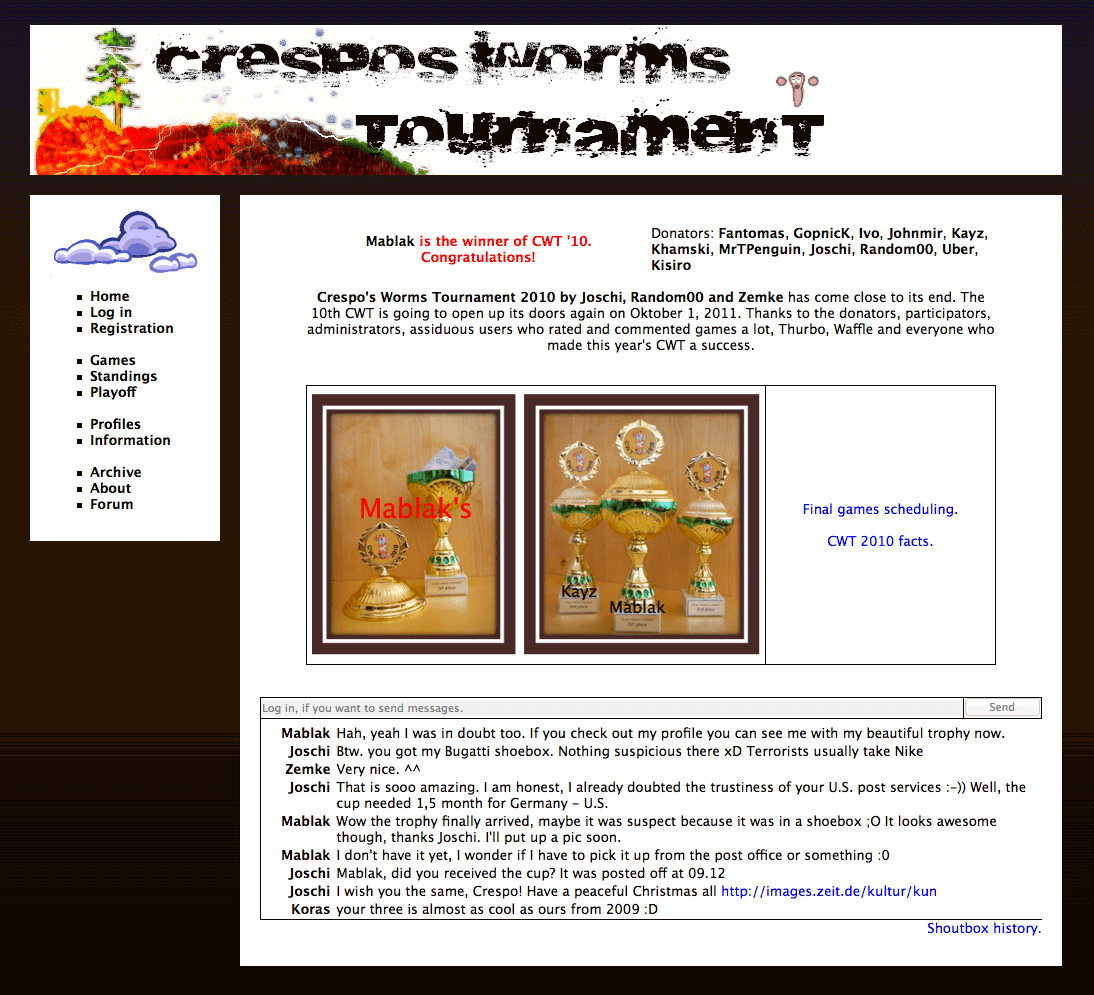 Crespos Worms
Tournament
Home
Log in
Registration
Games
Standings
Playoff
Profiles
Information
Archive
About
Forum
Mablak is the winner of CWT '10.
Congratulations!
Donators: Fantomas, GopnicK, Ivo, Johnmir, Kayz,
Khamski, MrTPenguin, Joschi, Random00, Uber,
Kisiro
Crespo's Worms Tournament 2010 by Joschi, Random00 and Zemke has come close to its end. The
10th CWT is going to open up its doors again on Oktober 1, 2011. Thanks to the donators, participators,
administrators, assiduous users who rated and commented games a lot, Thurbo, Waffle and everyone who
made this year's CWT a success.
Mablak's
CWT
Kayz
Mablak
Final games scheduling.
CWT 2010 facts.
Log in, if you want to send messages.
Send
Mablak Hah, yeah I was in doubt too. If you check out my profile you can see me with my beautiful trophy now.
Joschi Btw. you got my Bugatti shoebox. Nothing suspicious there xD Terrorists usually take Nike
Zemke Very nice. ^^
Joschi That is sooo amazing. I am honest, I already doubted the trustiness of your U.S. post services :-)) Well, the
cup needed 1,5 month for Germany - U.S.
Mablak Wow the trophy finally arrived, maybe it was suspect because it was in a shoebox ;O It looks awesome
though, thanks Joschi. I'll put up a pic soon.
Mablak I don't have it yet, I wonder if I have to pick it up from the post office or something :0
Joschi Mablak, did you received the cup? It was posted off at 09.12
Joschi I wish you the same, Crespo! Have a peaceful Christmas all http://images.zeit.de/kultur/kun
Koras your three is almost as cool as ours from 2009 :D
Shoutbox history.